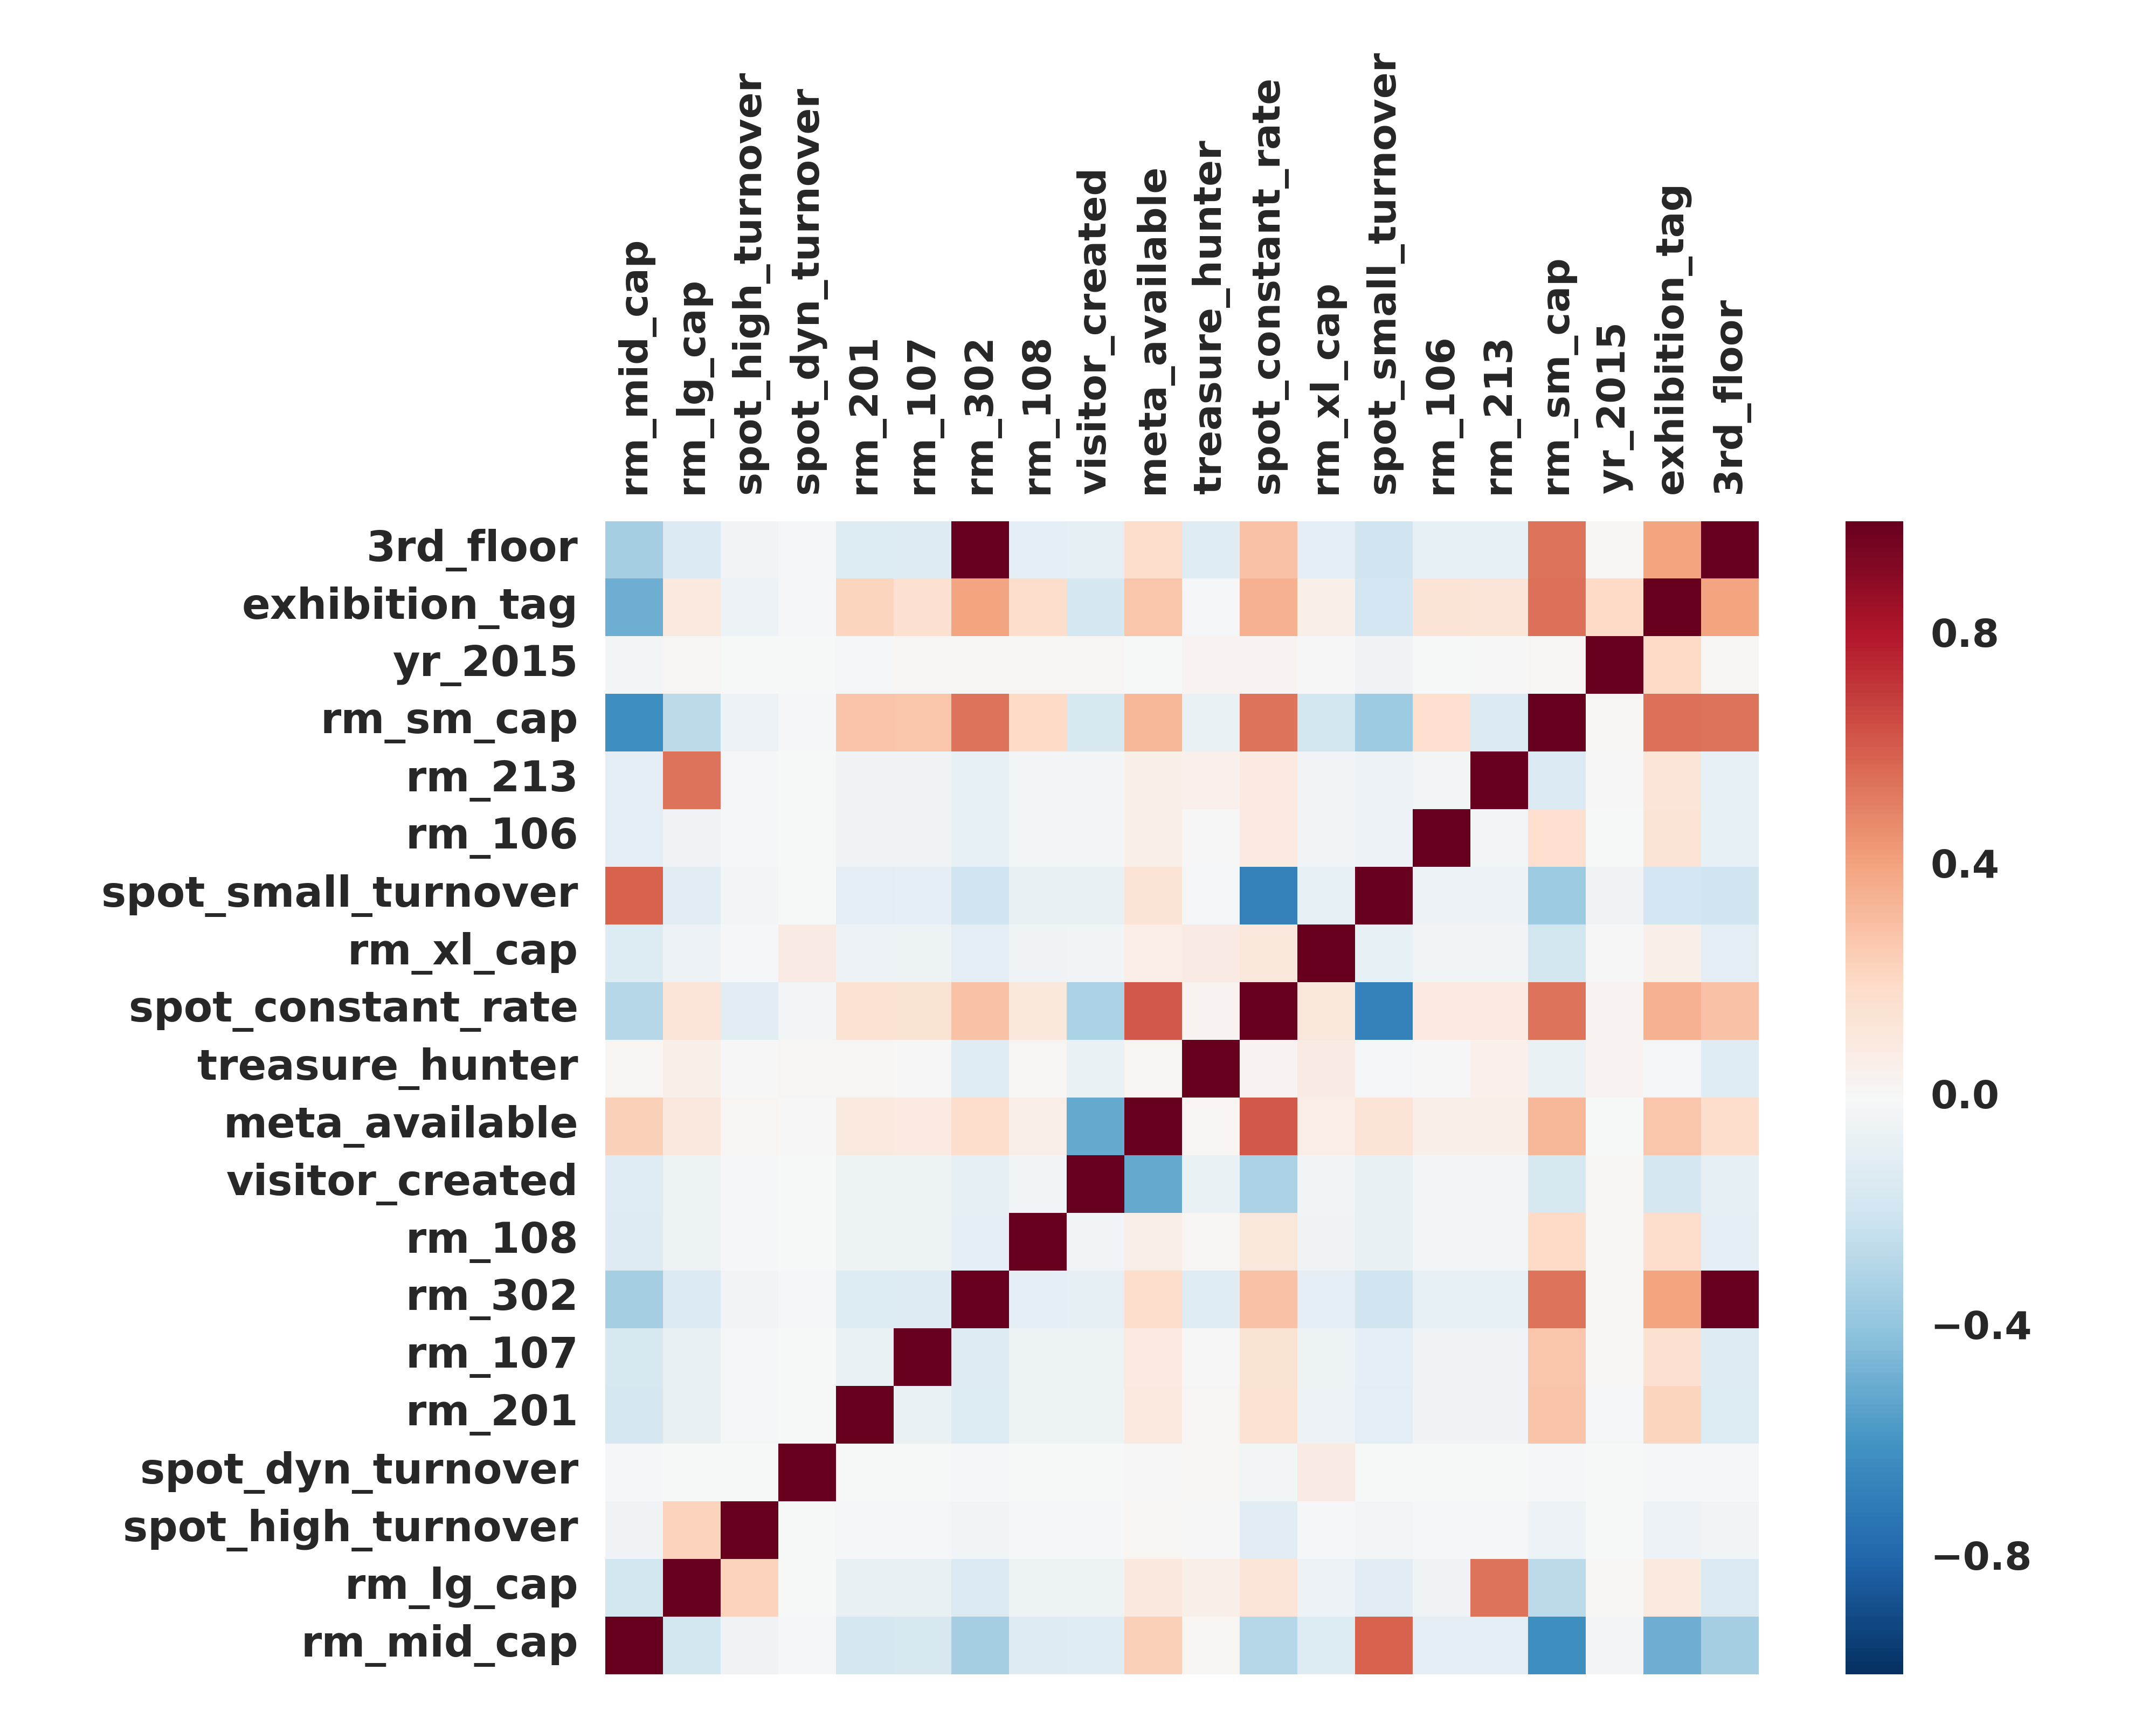 rm_mid_cap
rm_lg_cap
spot_high_turnover
spot_dyn_turnover
rm_201
rm_107
rm_302
rm_108
visitor_created
meta_available
treasure_hunter
spot_constant_rate
rm_xl_cap
spot_small_turnover
rm_106
rm_213
rm_sm_cap
yr_2015
exhibition_tag
3rd_floor
3rd_floor
exhibition_tag
yr_2015
rm_sm_cap
rm_213
rm_106
spot_small_turnover
rm_xl_cap
spot_constant_rate
treasure_hunter
meta_available
visitor_created
rm_108
rm_302
rm_107
rm_201
spot_dyn_turnover
spot_high_turnover
rm_lg_cap
rm_mid_cap
0.8
0.4
0.0
−0.4
−0.8